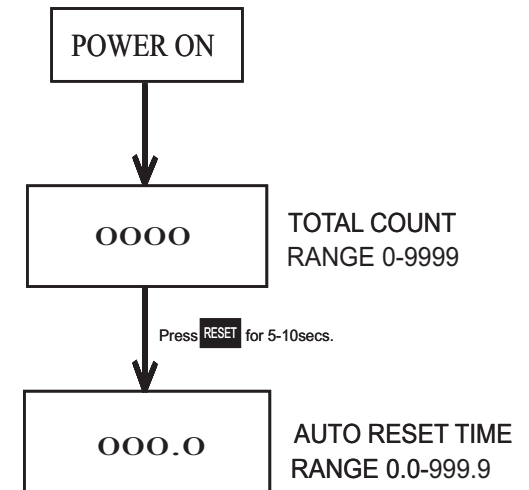 POWER ON
0000
TOTAL COUNT
RANGE 0-9999
Press RESET for 5-10secs.
000.0
AUTO RESET TIME
RANGE 0.0-999.9